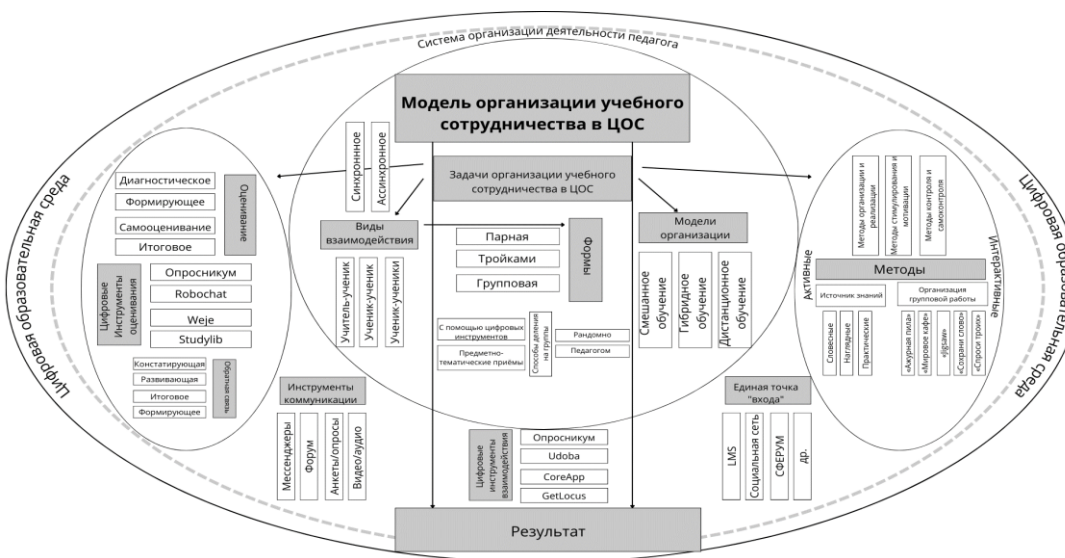 Система организации деятельности педагога
Цифровая образовательная среда
Цифровая образовательная среда
Модель организации учебного
сотрудничества в ЦОС
Задачи организации учебного
сотрудничества в ЦОС
Синхроннное
Ассинхронное
Виды
взаимодействия
Учитель-ученик
Ученик-ученик
Ученик-ученики
Парная
Тройками
Групповая
Формы
С помощью цифровых
инструментов
Предметно-
тематические приёмы
Способы деления
на группы
Рандомно
Педагогом
Модели
организации
Смешанное
обучение
Гибридное
обучение
Дистанционное
обучение
Диагностическое
Формирующее
Самооценивание
Итоговое
Оценивание
Цифровые
Инструменты
оценивания
Опросникум
Robochat
Weje
Studylib
Констатирующая
Развивающая
Итоговое
Формирующее
Обратная связь
Инструменты
коммуникации
Мессенджеры
Форум
Анкеты/опросы
Видео/аудио
Цифровые
инструменты
взаимодействия
Опросникум
Udoba
CoreApp
GetLocus
Единая точка
"входа"
LMS
Социальная сеть
СФЕРУМ
др.
Методы организации и
реализации
Методы стимулирования и
мотивации
Методы контроля и
самоконтроля
Активные
Интерактивные
Методы
Источник знаний
Организация
групповой работы
Словесные
Наглядные
Практические
«Ажурная пила»
«Мировое кафе»
«Jigsaw»
«Сохрани слово»
«Спроси троих»
Результат